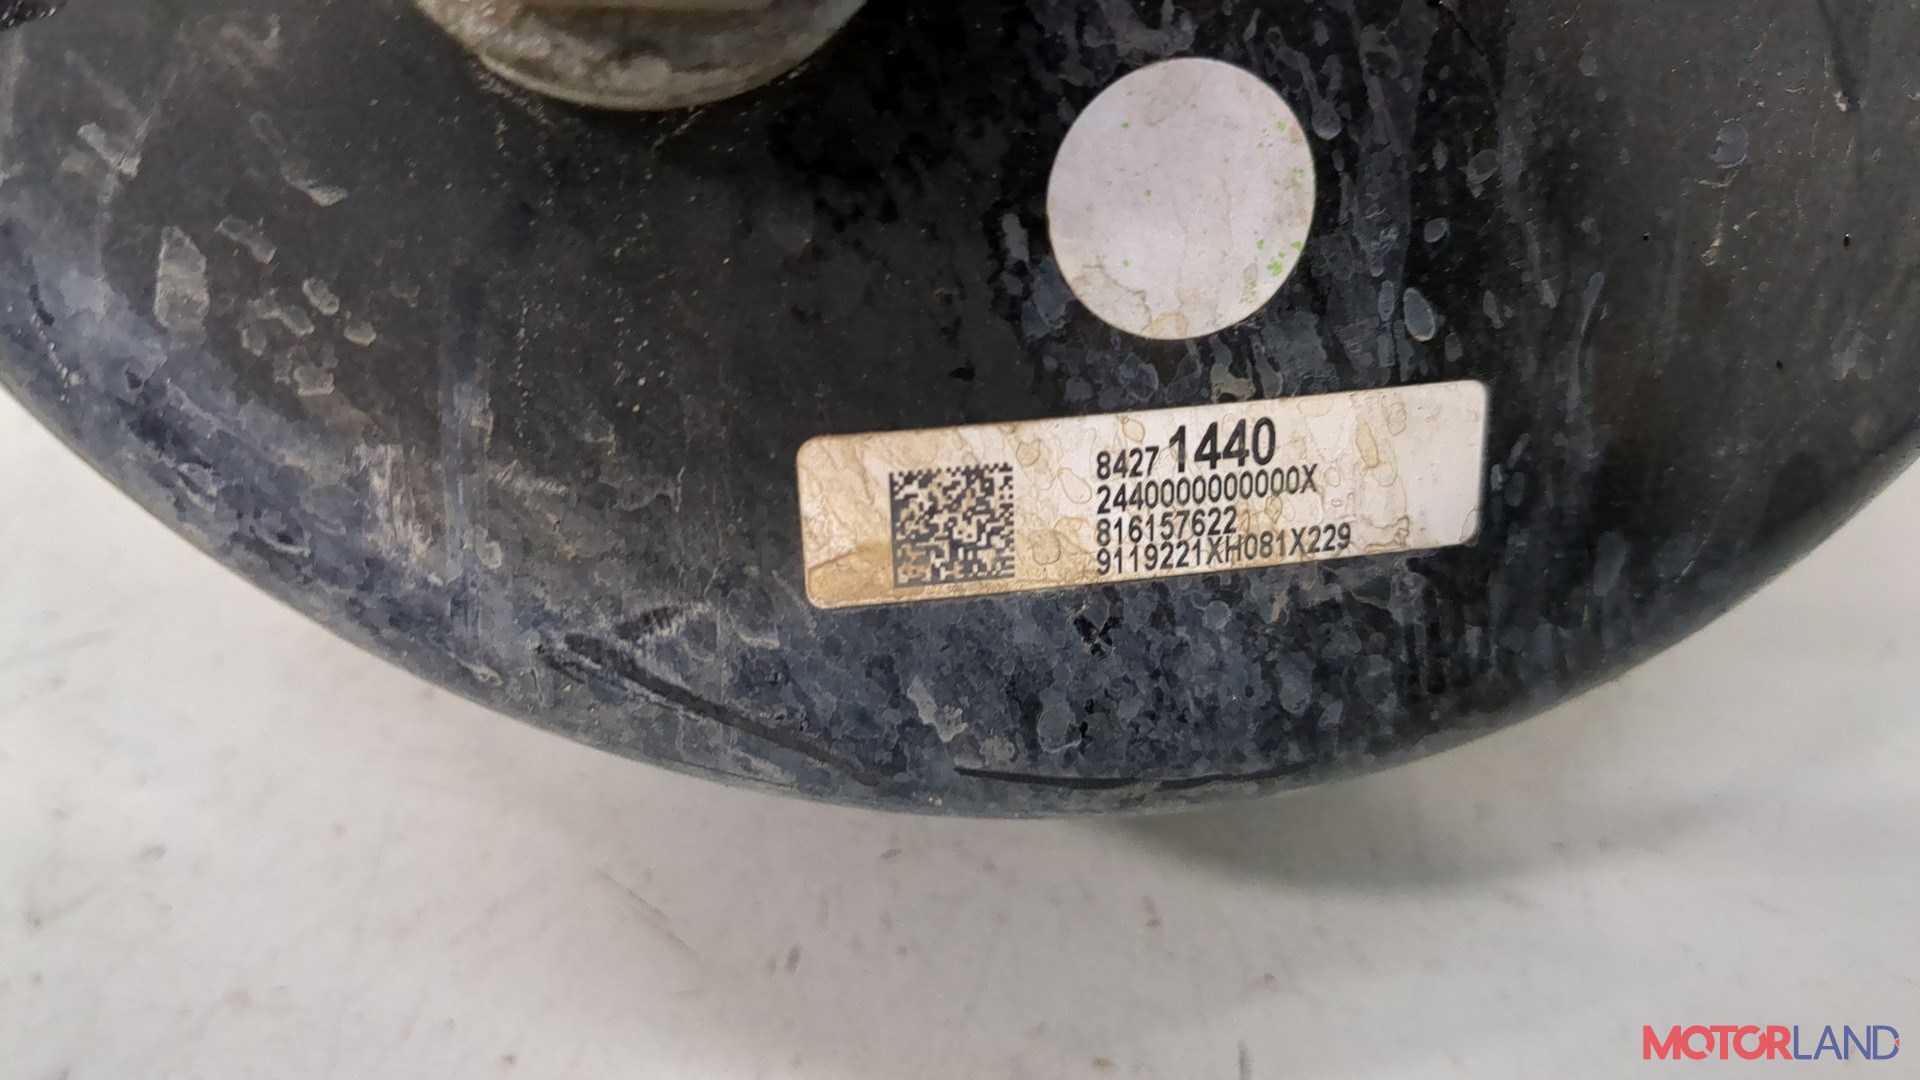 8427 1440
2440000000000X
816157622
9119221XH081X229
MOTORLAND